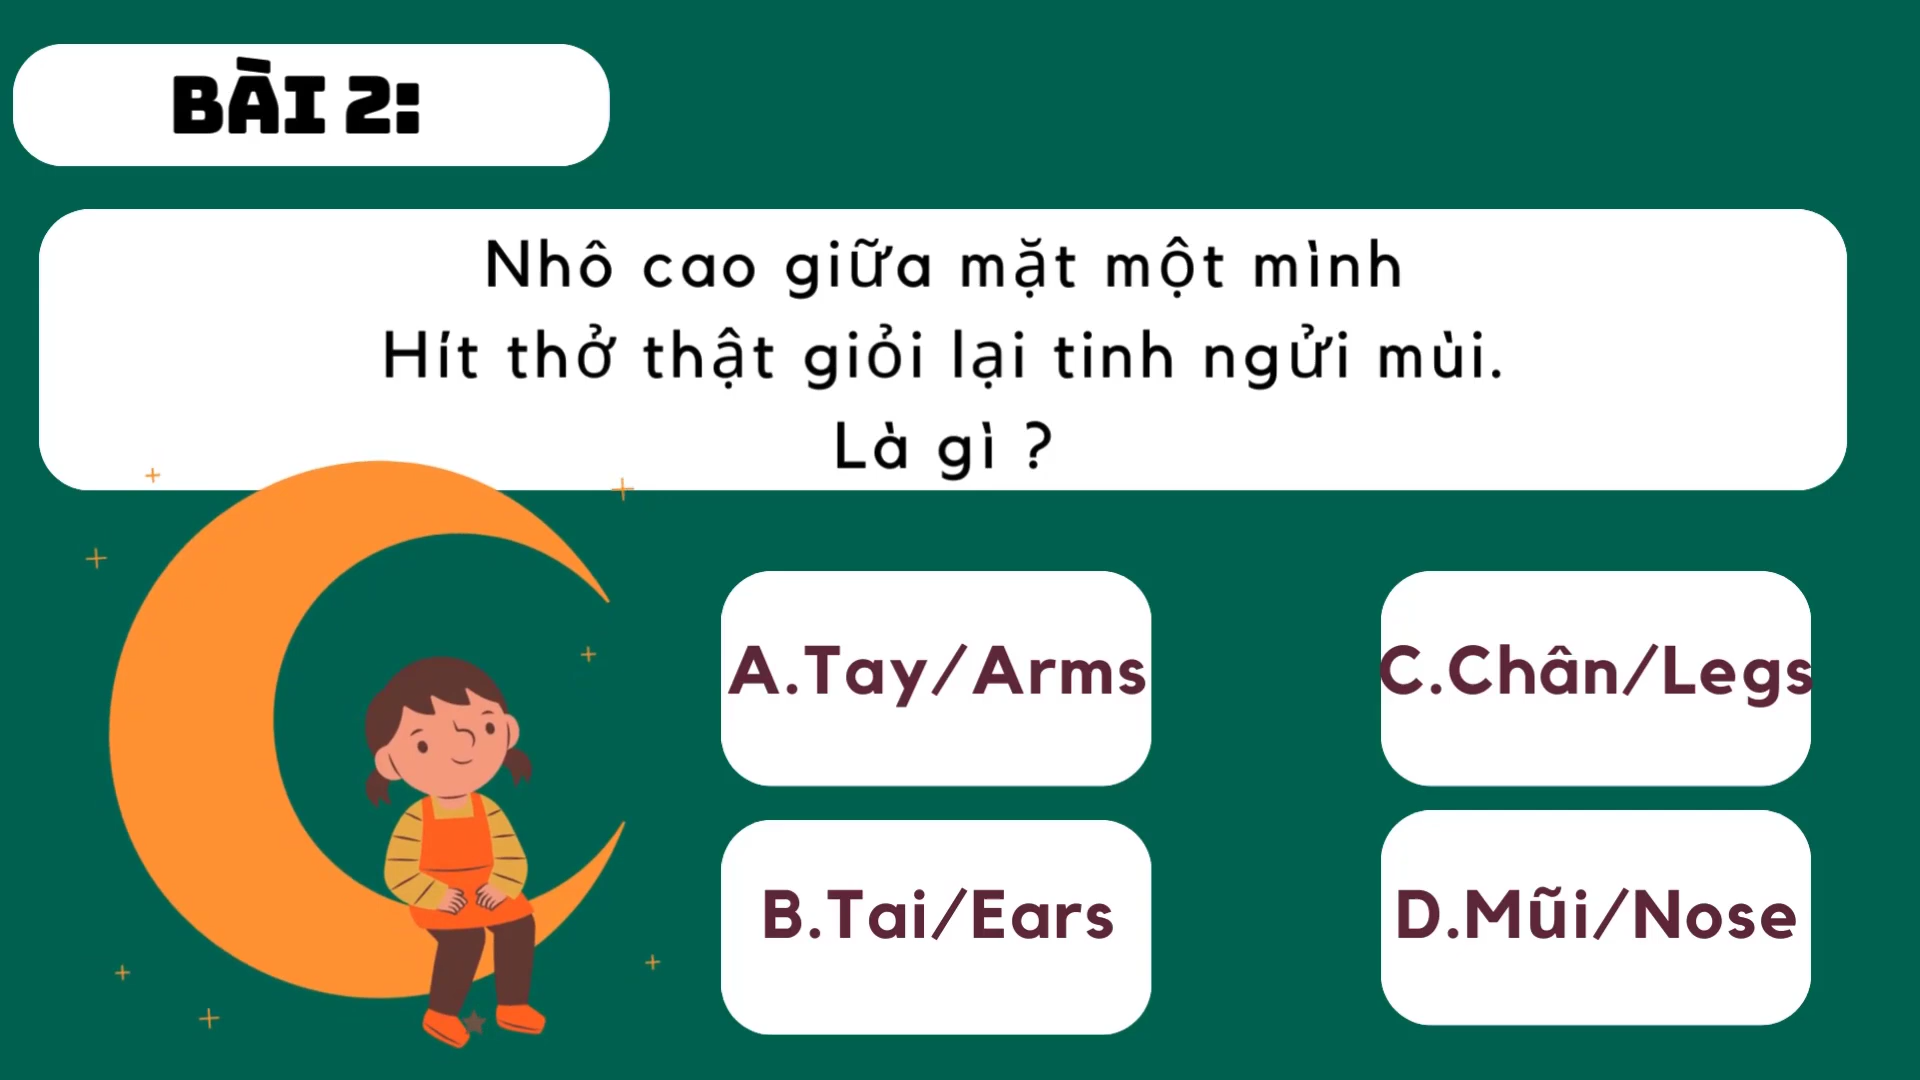 BÀI 2:
Nhô cao giữa mặt một mình
Hít thở thật giỏi lại tinh ngửi mùi.
Là gì ?
A.Tay/Arms
C.Chân/Legs
B.Tai/Ears
D.Mũi/Nose